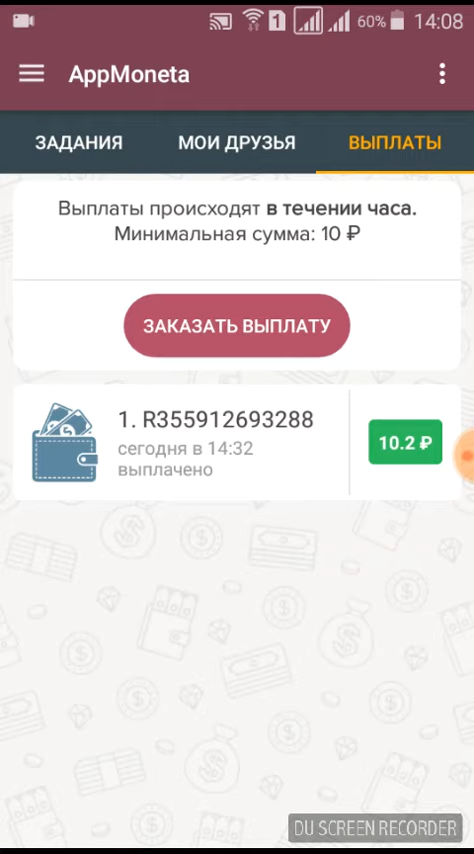 1 60% 14:08
AppMoneta
ЗАДАНИЯ МОИ ДРУЗЬЯ ВЫПЛАТЫ
Выплаты происходят в течении часа.
Минимальная сумма: 10 ₽
ЗАКАЗАТЬ ВЫПЛАТУ
1. R355912693288
сегодня в 14:32
выплачено
10.2 ₽
DU SCREEN RECORDER